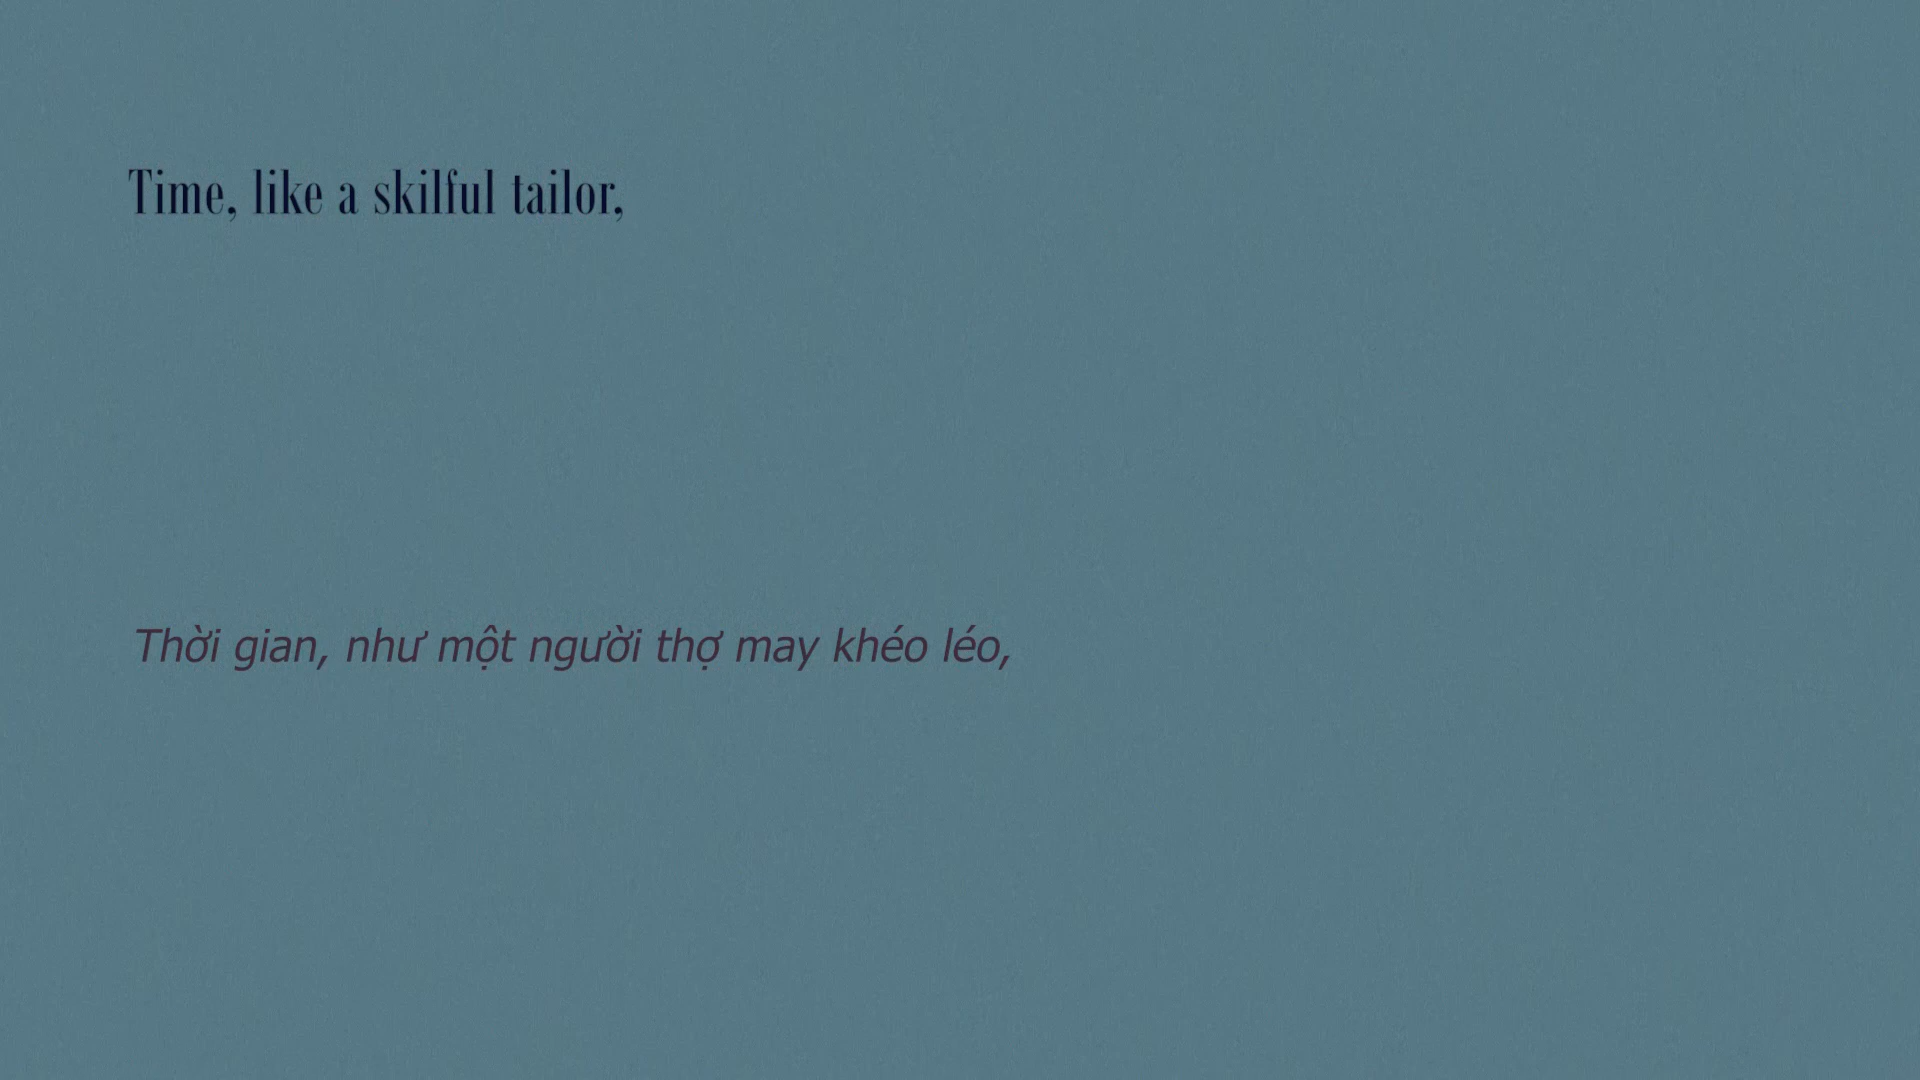 Time, like a skilful tailor,
Thời gian, như một người thợ may khéo léo,